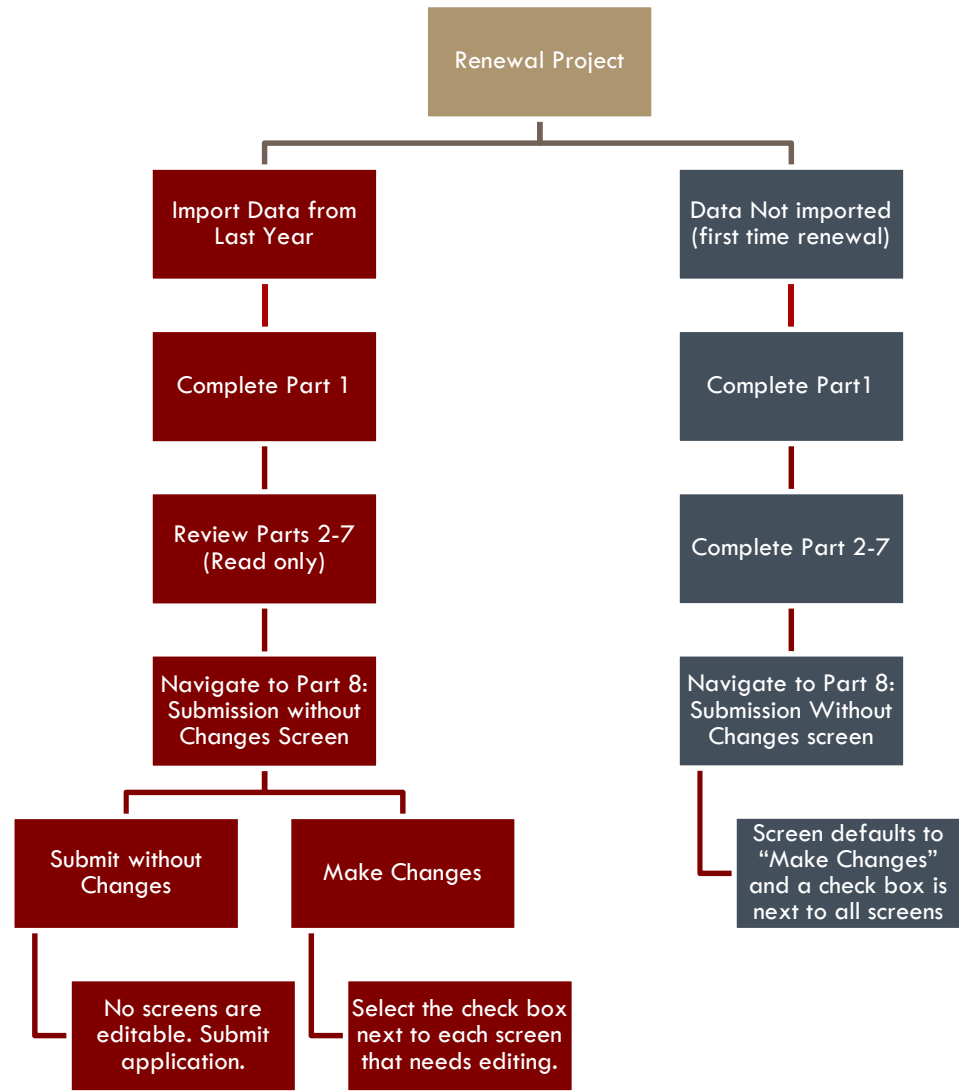 Renewal Project
Import Data from
Last Year
Data Not imported
(first time renewal)
Complete Part 1
Complete Part1
Review Parts 2-7
(Read only)
Complete Part 2-7
Navigate to Part 8:
Submission without
Changes Screen
Navigate to Part 8:
Submission Without
Changes screen
Submit without
Changes
Make Changes
Screen defaults to
“Make Changes”
and a check box is
next to all screens
No screens are
editable. Submit
application.
Select the check box
next to each screen
that needs editing.